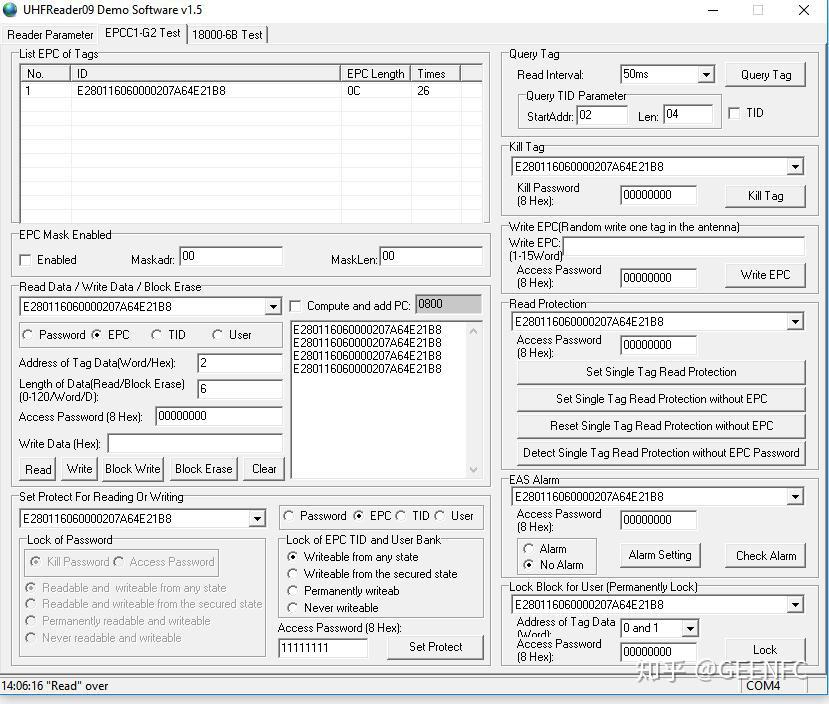 UHFReader09 Demo Software v1.5
Reader Parameter EPCC1-G2 Test 18000-6B Test
List EPC of Tags
No. ID EPC Length Times
1 E280116060000207A64E21B8 0C 26
EPC Mask Enabled
Enabled Maskadr: 00 MaskLen: 00
Read Data / Write Data / Block Erase
E280116060000207A64E21B8 Compute and add PC: 0800
Password EPC TID User
Address of Tag Data(Word/Hex): 2
Length of Data(Read/Block Erase)
(0-120/Word/D): 6
Access Password (8 Hex): 00000000
Write Data (Hex):
Read Write Block Write Block Erase Clear
E280116060000207A64E21B8
E280116060000207A64E21B8
E280116060000207A64E21B8
E280116060000207A64E21B8
Set Protect For Reading Or Writing
E280116060000207A64E21B8
Lock of Password
Kill Password Access Password
Readable and writeable from any state
Readable and writeable from the secured state
Permanently readable and writeable
Never readable and writeable
Password EPC TID User
Lock of EPC TID and User Bank
Writeable from any state
Writeable from the secured state
Permanently writeab
Never writeable
Access Password (8 Hex):
11111111 Set Protect
Query Tag
Read Interval: 50ms Query Tag
Query TID Parameter
StartAddr: 02 Len: 04 TID
Kill Tag
E280116060000207A64E21B8
Kill Password
(8 Hex): 00000000 Kill Tag
Write EPC(Random write one tag in the antenna)
Write EPC:
(1-15Word)
Access Password
(8 Hex): 00000000 Write EPC
Read Protection
E280116060000207A64E21B8
Access Password
(8 Hex): 00000000
Set Single Tag Read Protection
Set Single Tag Read Protection without EPC
Reset Single Tag Read Protection without EPC
Detect Single Tag Read Protection without EPC Password
EAS Alarm
E280116060000207A64E21B8
Access Password
(8 Hex): 00000000
Alarm
No Alarm Alarm Setting Check Alarm
Lock Block for User (Permanently Lock)
E280116060000207A64E21B8
Address of Tag Data
(Word): 0 and 1
Access Password
(8 Hex): 00000000 Lock
知乎 @GEENFC
14:06:16 "Read" over COM4